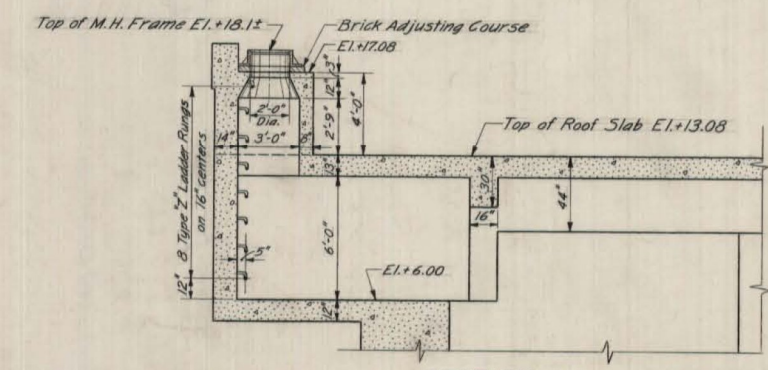 Top of M.H. Frame El.+18.1±
Brick Adjusting Course
El.+17.08
13"
12"
4'-0"
2'-0"
Dia.
2'-9"
Top of Roof Slab El.+13.08
14"
3'-0"
8"
8 Type "Z" Ladder Rungs
on 16" centers
13"
30"
44"
16"
6'-0"
5"
El.+6.00
12"
12"